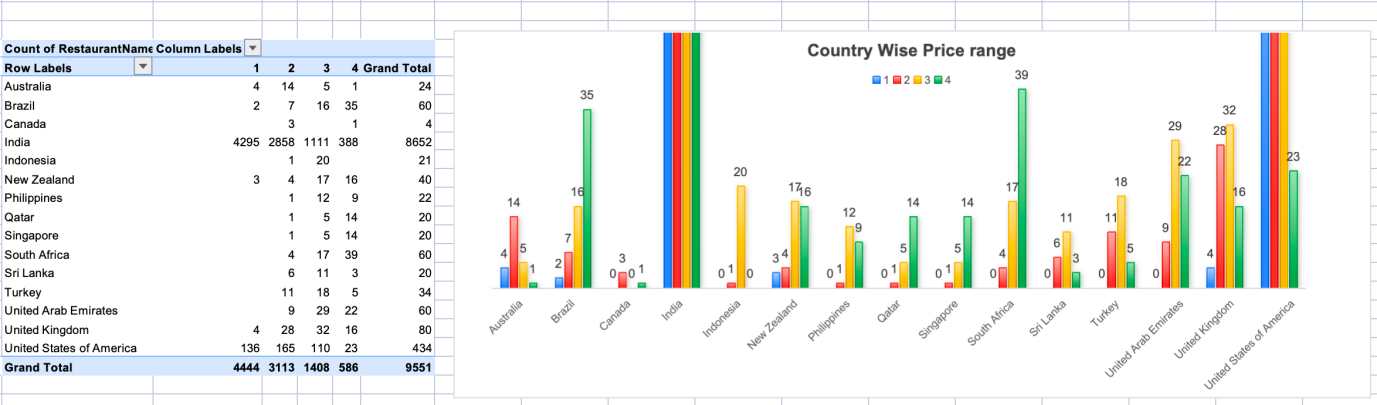 Count of RestaurantName Column Labels
Row Labels 1 2 3 4 Grand Total
Australia 4 14 5 1 24
Brazil 2 7 16 35 60
Canada 3 1 4
India 4295 2858 1111 388 8652
Indonesia 1 20 21
New Zealand 3 4 17 16 40
Philippines 1 12 9 22
Qatar 1 5 14 20
Singapore 1 5 14 20
South Africa 4 17 39 60
Sri Lanka 6 11 3 20
Turkey 11 18 5 34
United Arab Emirates 9 29 22 60
United Kingdom 4 28 32 16 80
United States of America 136 165 110 23 434
Grand Total 4444 3113 1408 586 9551
Country Wise Price range
1 2 3 4
4 14 5 1
2 7 16 35
0 3 0 1
0 1 20 0
3 4 17 16
0 1 12 9
0 1 5 14
0 1 5 14
0 4 17 39
0 6 11 3
0 11 18 5
0 9 29 22
4 28 32 16
23
Australia
Brazil
Canada
India
Indonesia
New Zealand
Philippines
Qatar
Singapore
South Africa
Sri Lanka
Turkey
United Arab Emirates
United Kingdom
United States of America